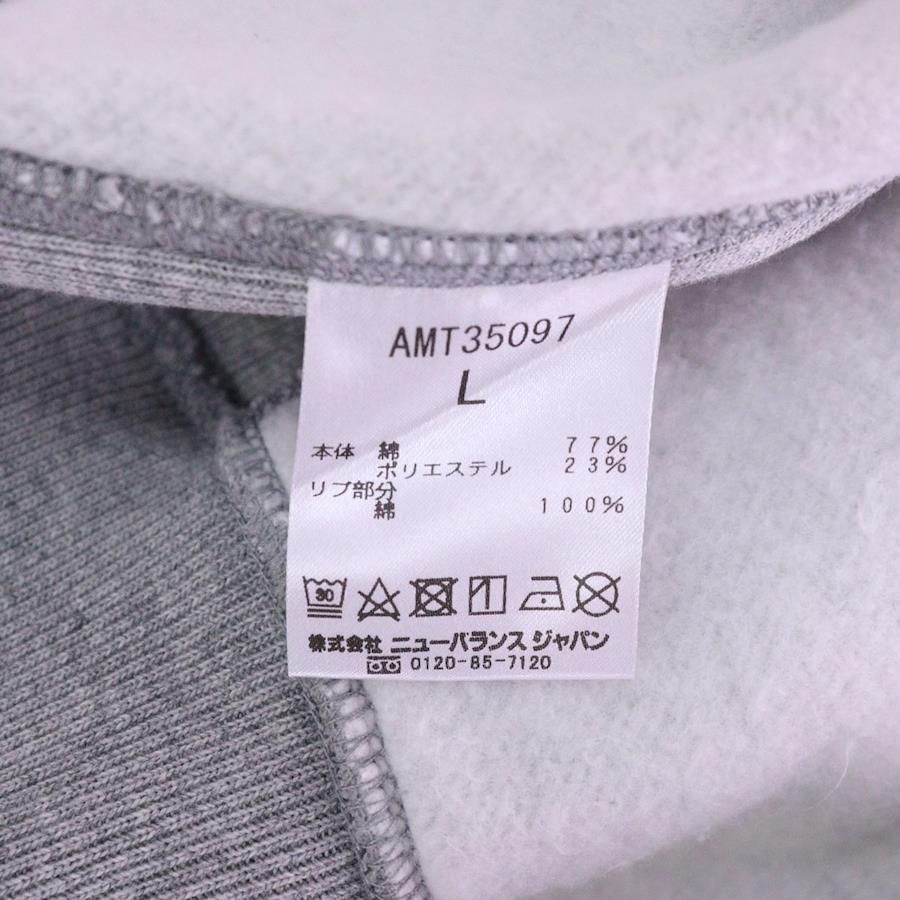 AMT35097
L
本体 綿 77%
ポリエステル 23%
リブ部分
綿 100%
30
株式会社 ニューバランス ジャパン
0120-85-7120